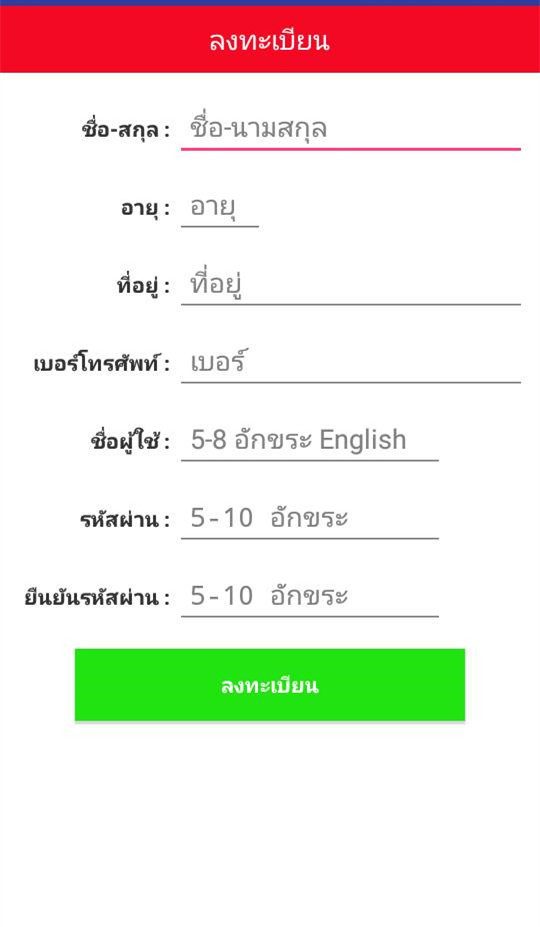 ลงทะเบียน
ชื่อ-สกุล : ชื่อ-นามสกุล
อายุ : อายุ
ที่อยู่ : ที่อยู่
เบอร์โทรศัพท์ : เบอร์
ชื่อผู้ใช้ : 5-8 อักขระ English
รหัสผ่าน : 5-10 อักขระ
ยืนยันรหัสผ่าน : 5-10 อักขระ
ลงทะเบียน